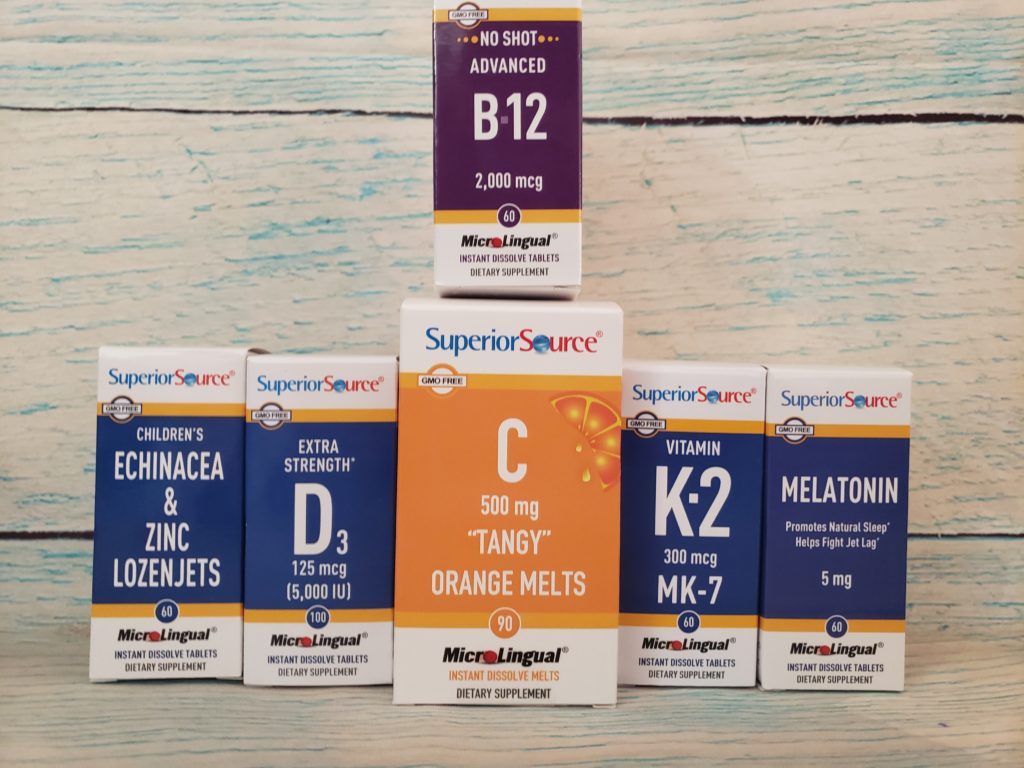 GMO FREE
NO SHOT
ADVANCED
B-12
2,000 mcg
60
MicroLingual®
INSTANT DISSOLVE TABLETS
DIETARY SUPPLEMENT
SuperiorSource®
GMO FREE
CHILDREN'S
ECHINACEA
&
ZINC
LOZENJETS
60
MicroLingual®
INSTANT DISSOLVE TABLETS
DIETARY SUPPLEMENT
SuperiorSource®
GMO FREE
EXTRA
STRENGTH*
D3
125 mcg
(5,000 IU)
100
MicroLingual®
INSTANT DISSOLVE TABLETS
DIETARY SUPPLEMENT
SuperiorSource®
GMO FREE
C
500 mg
"TANGY"
ORANGE MELTS
90
MicroLingual®
INSTANT DISSOLVE MELTS
DIETARY SUPPLEMENT
SuperiorSource®
GMO FREE
VITAMIN
K-2
300 mcg
MK-7
60
MicroLingual®
INSTANT DISSOLVE TABLETS
DIETARY SUPPLEMENT
SuperiorSource®
GMO FREE
MELATONIN
Promotes Natural Sleep*
Helps Fight Jet Lag*
5 mg
60
MicroLingual®
INSTANT DISSOLVE TABLETS
DIETARY SUPPLEMENT